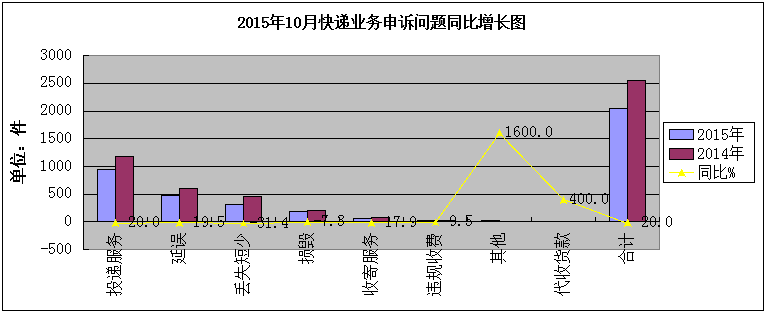 2015年10月快递业务申诉问题同比增长图
单位：件
3000
2500
2000
1500
1000
500
0
-500
-20.0
-19.5
-31.4
-17.9
-9.5
1600.0
400.0
-20.0
投递服务
延误
丢失短少
损毁
收寄服务
违规收费
其他
代收货款
合计
2015年
2014年
同比%